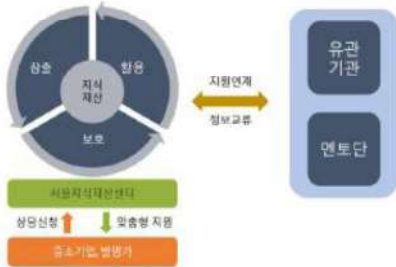 창출
활용
지식
재산
보호
서울지식재산센터
상담신청
맞춤형 지원
중소기업, 발명가
지원연계
정보교류
유관
기관
멘토단